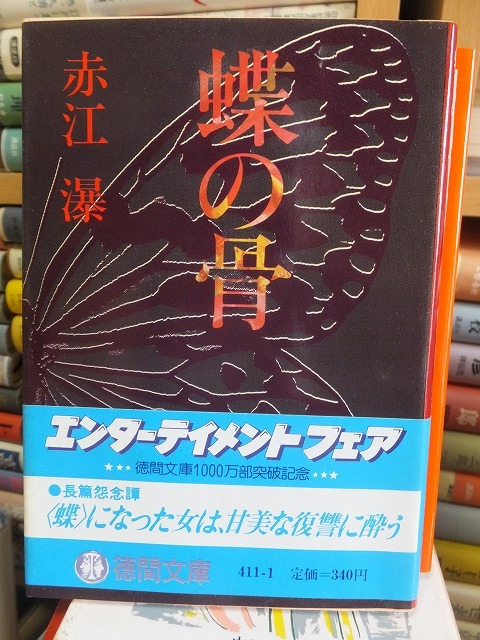 蝶の骨
赤江 瀑
エンターテイメントフェア
★★★徳間文庫1000万部突破記念★★★
●長篇怨念譚
〈蝶〉になった女は、甘美な復讐に酔う
徳間文庫 411-1 定価=340円